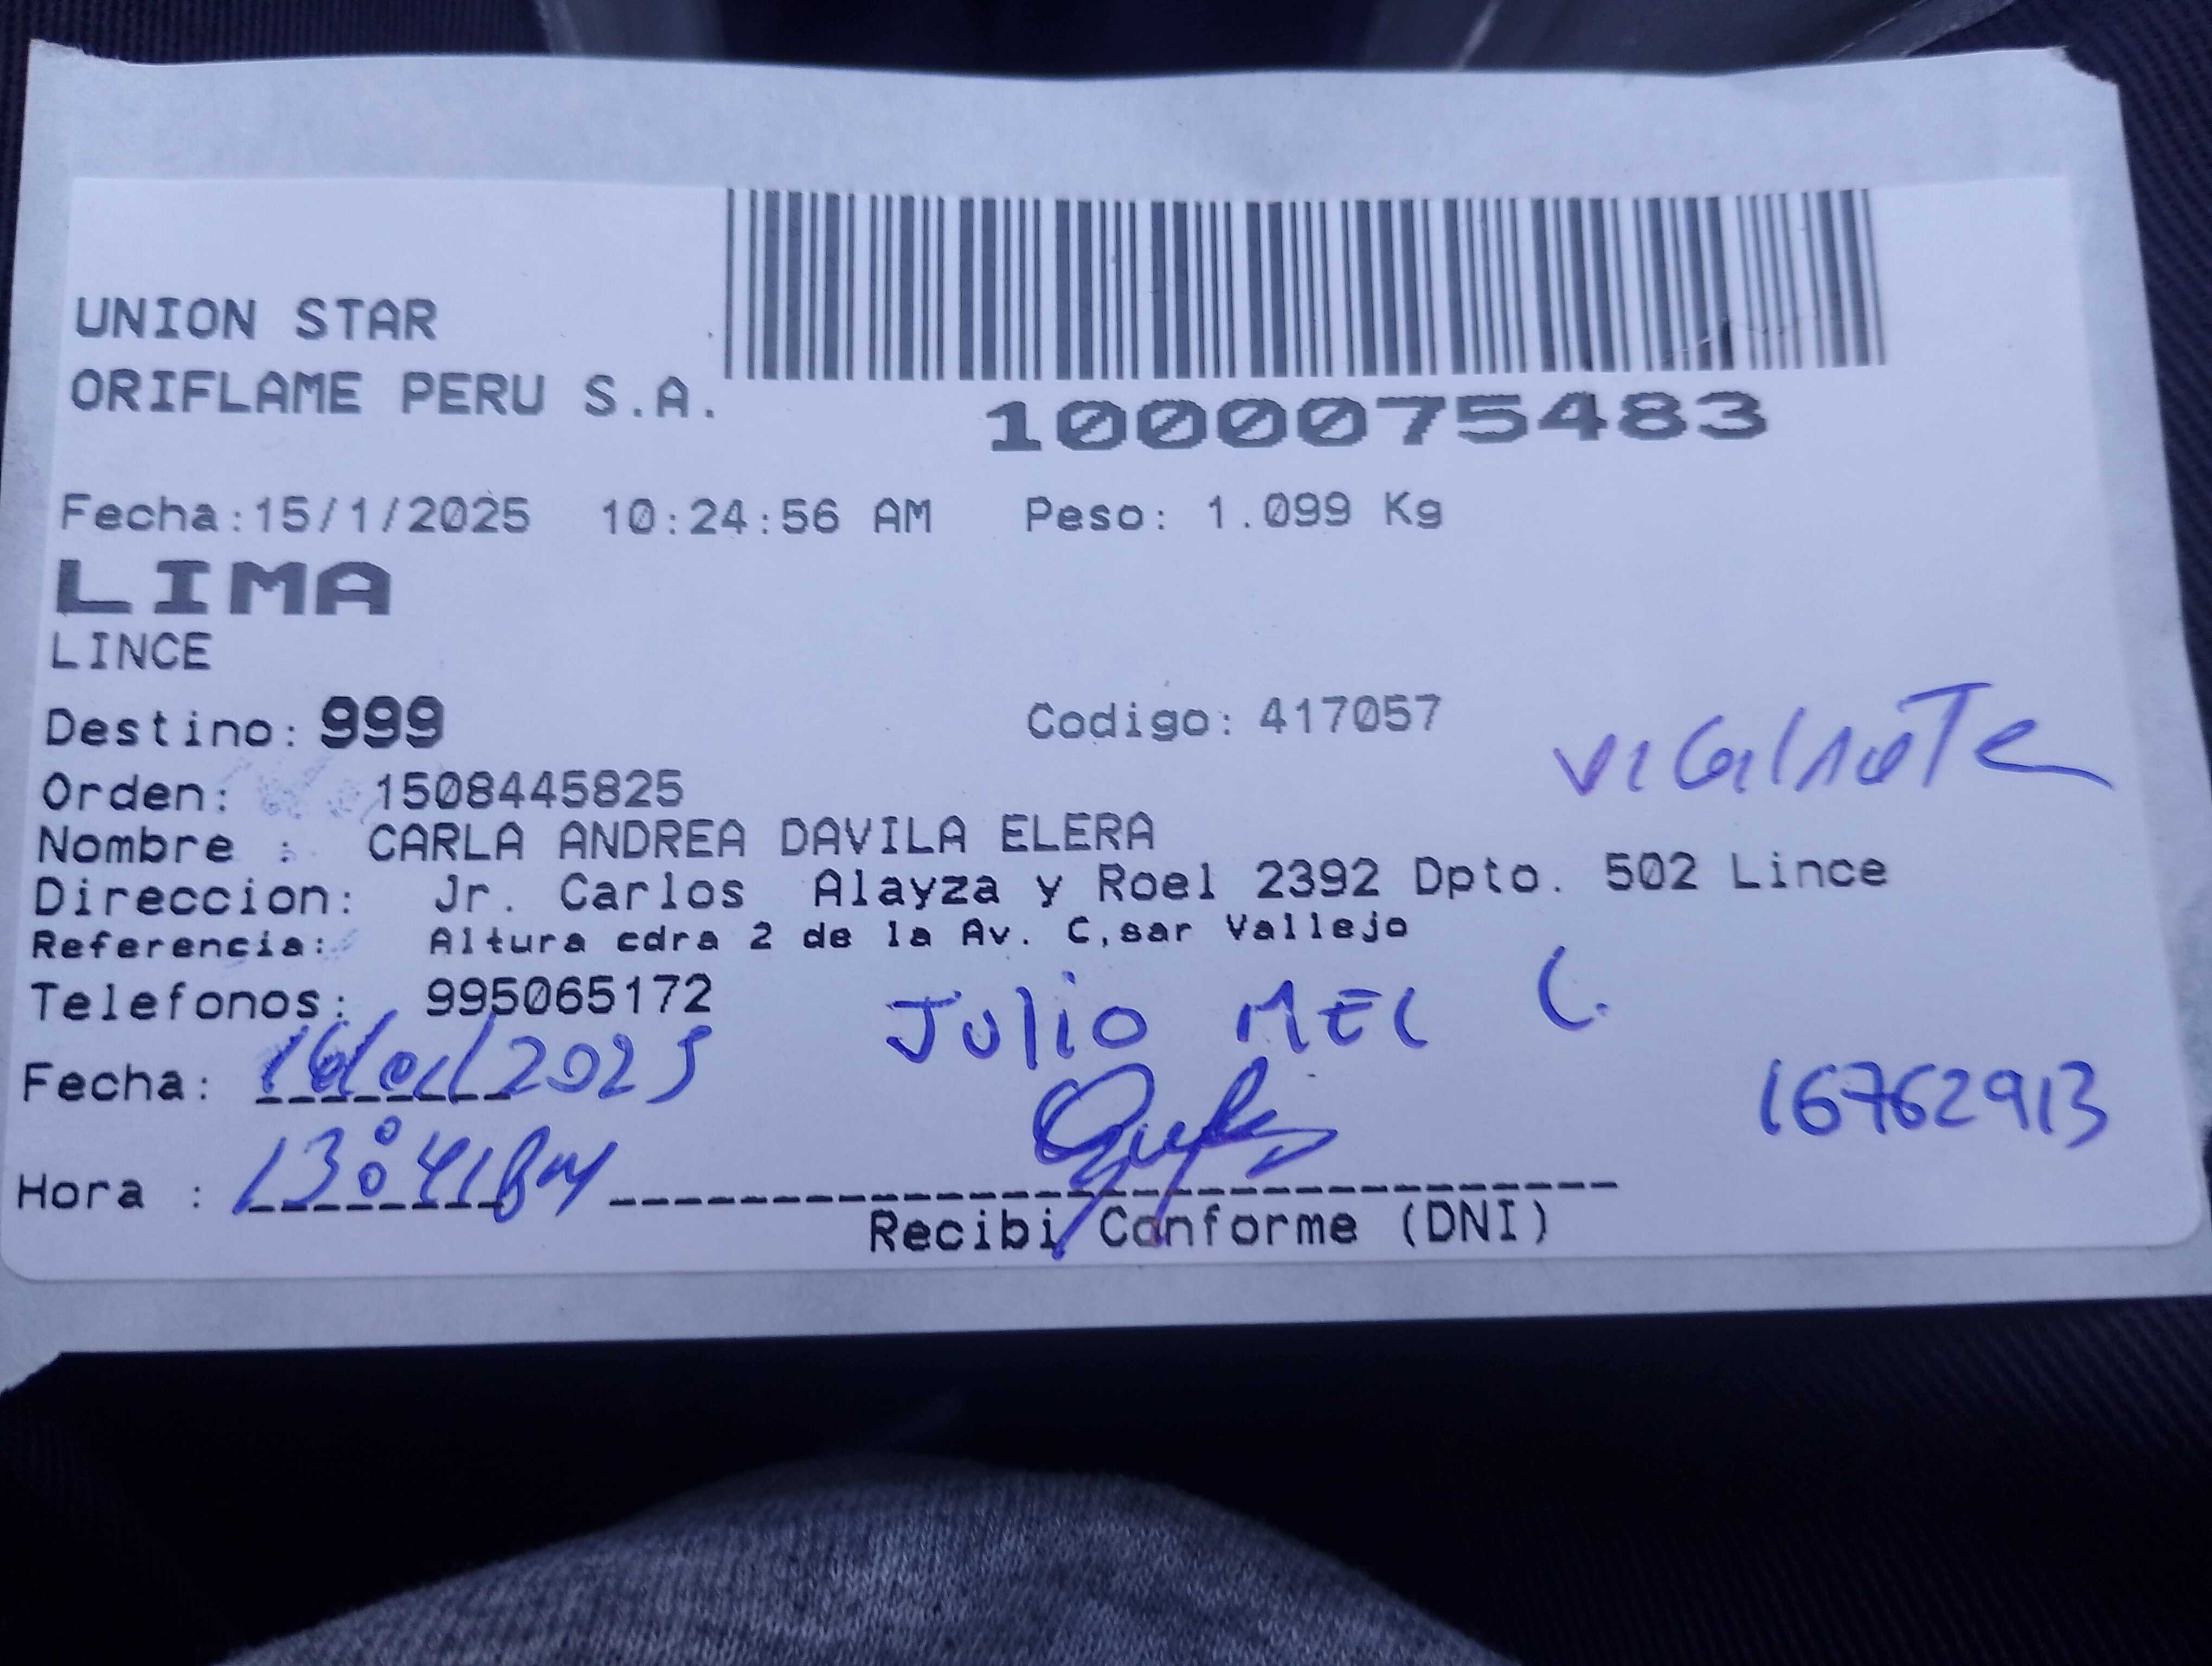 UNION STAR
ORIFLAME PERU S.A.
1000075483
Fecha:15/1/2025 10:24:56 AM Peso: 1.099 Kg
LIMA
LINCE
Destino: 999 Codigo: 417057
VIGilanTe
Orden: 1508445825
Nombre : CARLA ANDREA DAVILA ELERA
Direccion: Jr. Carlos Alayza y Roel 2392 Dpto. 502 Lince
Referencia: Altura cdra 2 de la Av. C,sar Vallejo
Telefonos: 995065172
Julio MEC C.
Fecha: 16/01/2025
16762913
Hora : 13:41
Recibi Conforme (DNI)